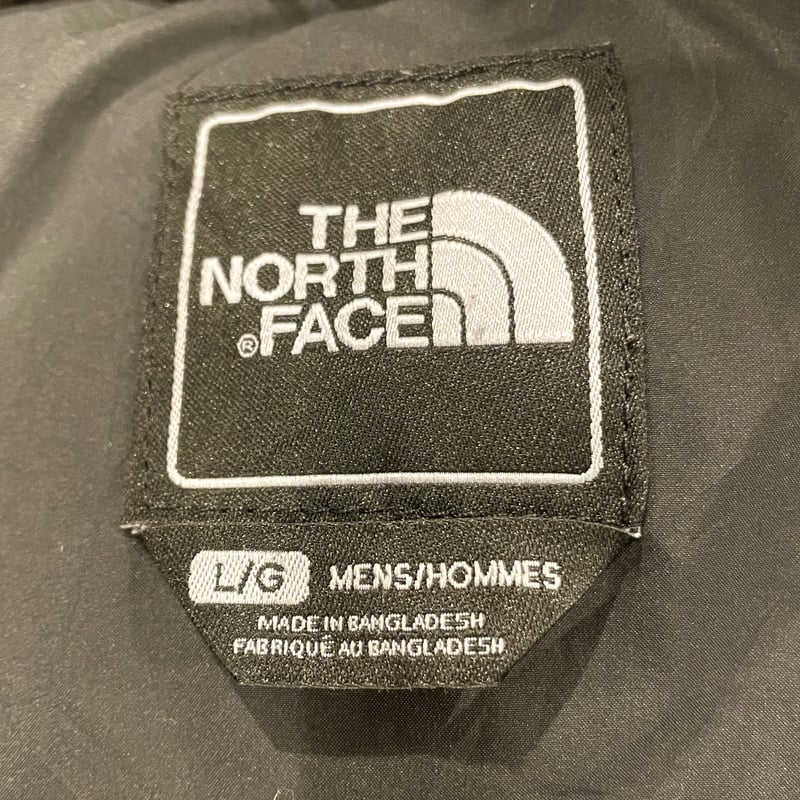 THE
NORTH
®FACE
L/G MENS/HOMMES
MADE IN BANGLADESH
FABRIQUÉ AU BANGLADESH